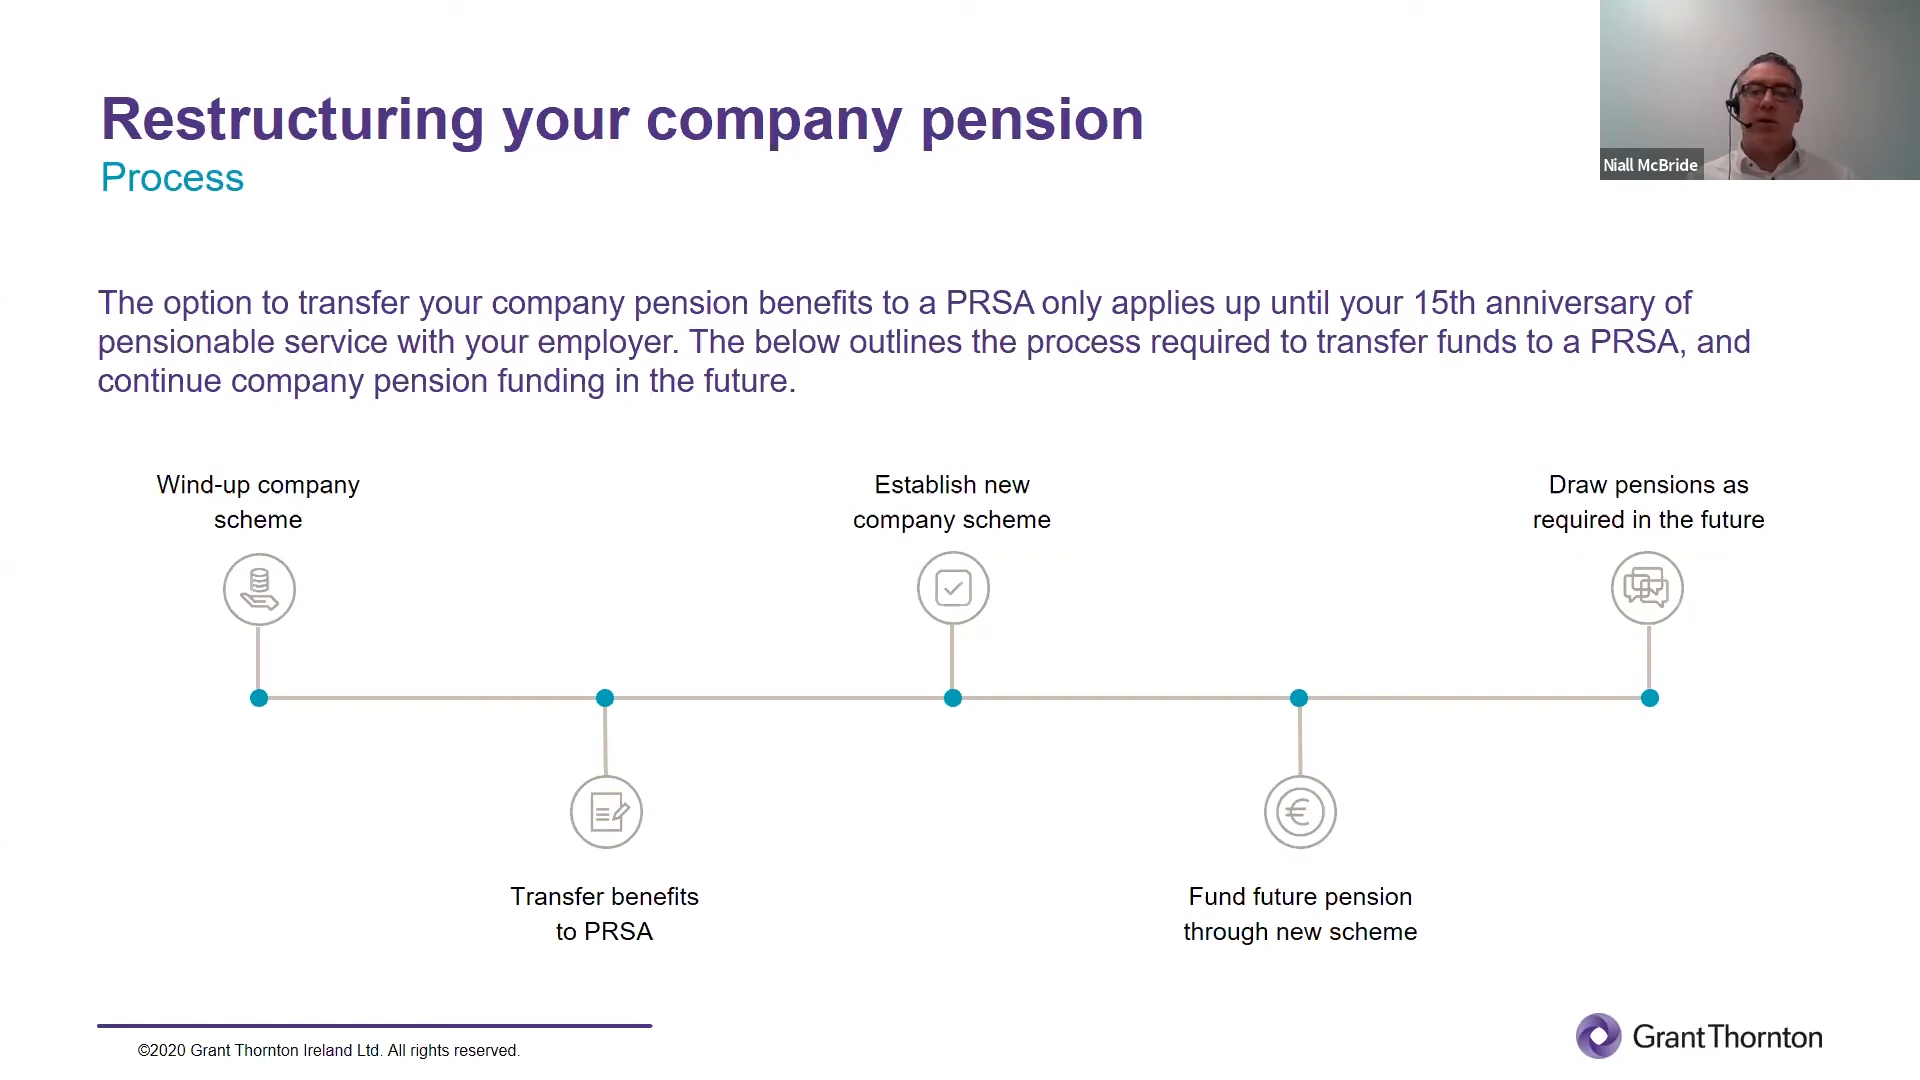 Restructuring your company pension
Process
Niall McBride
The option to transfer your company pension benefits to a PRSA only applies up until your 15th anniversary of
pensionable service with your employer. The below outlines the process required to transfer funds to a PRSA, and
continue company pension funding in the future.
Wind-up company
scheme
Establish new
company scheme
Draw pensions as
required in the future
€
Transfer benefits
to PRSA
Fund future pension
through new scheme
©2020 Grant Thornton Ireland Ltd. All rights reserved.
Grant Thornton